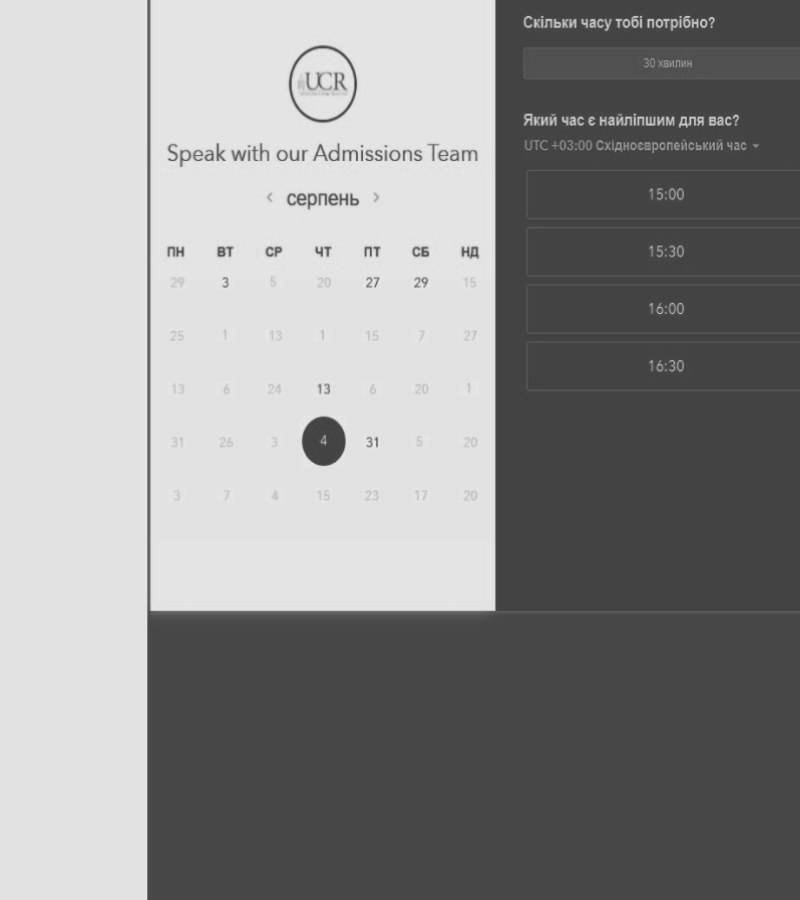 UCR
Speak with our Admissions Team
‹ серпень ›
ПН ВТ СР ЧТ ПТ СБ НД
29 3 5 20 27 29 15
25 1 13 1 15 7 27
13 6 24 13 6 20 1
31 26 3 4 31 5 20
3 7 4 15 23 17 20
Скільки часу тобі потрібно?
30 хвилин
Який час є найліпшим для вас?
UTC +03:00 Східноєвропейський час
15:00
15:30
16:00
16:30